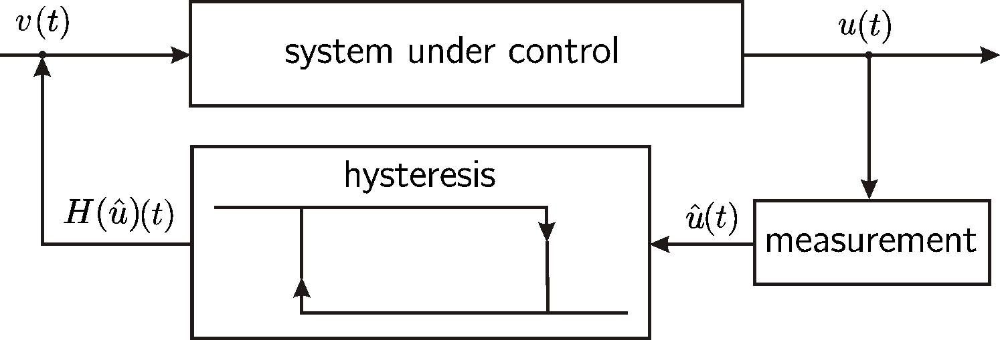 v(t)
u(t)
system under control
hysteresis
H(û)(t)
û(t)
measurement